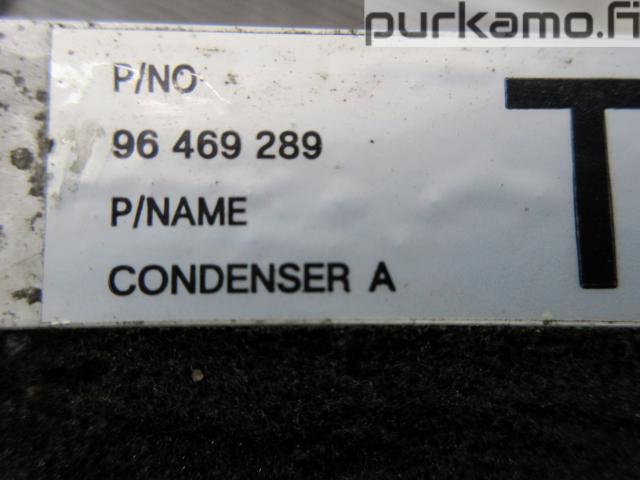 purkamo.fi
P/NO
96 469 289
P/NAME
CONDENSER A
T